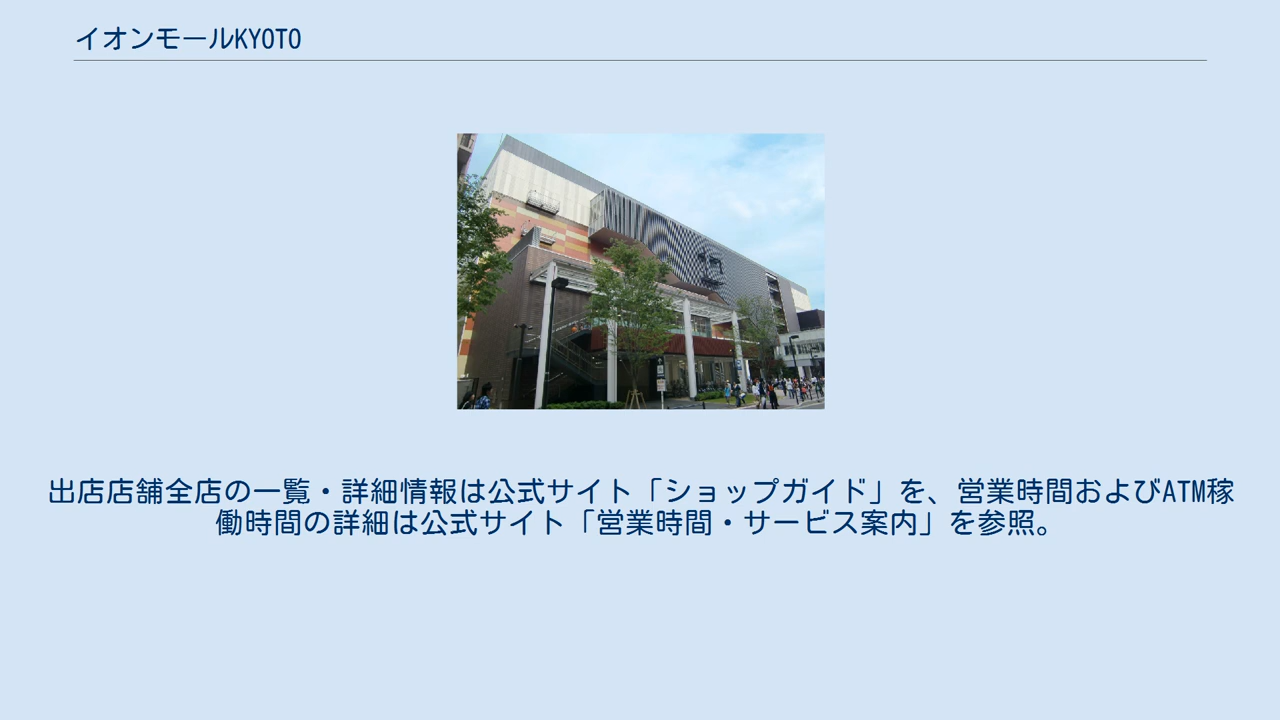 イオンモールKYOTO
出店店舗全店の一覧・詳細情報は公式サイト「ショップガイド」を、営業時間およびATM稼
働時間の詳細は公式サイト「営業時間・サービス案内」を参照。